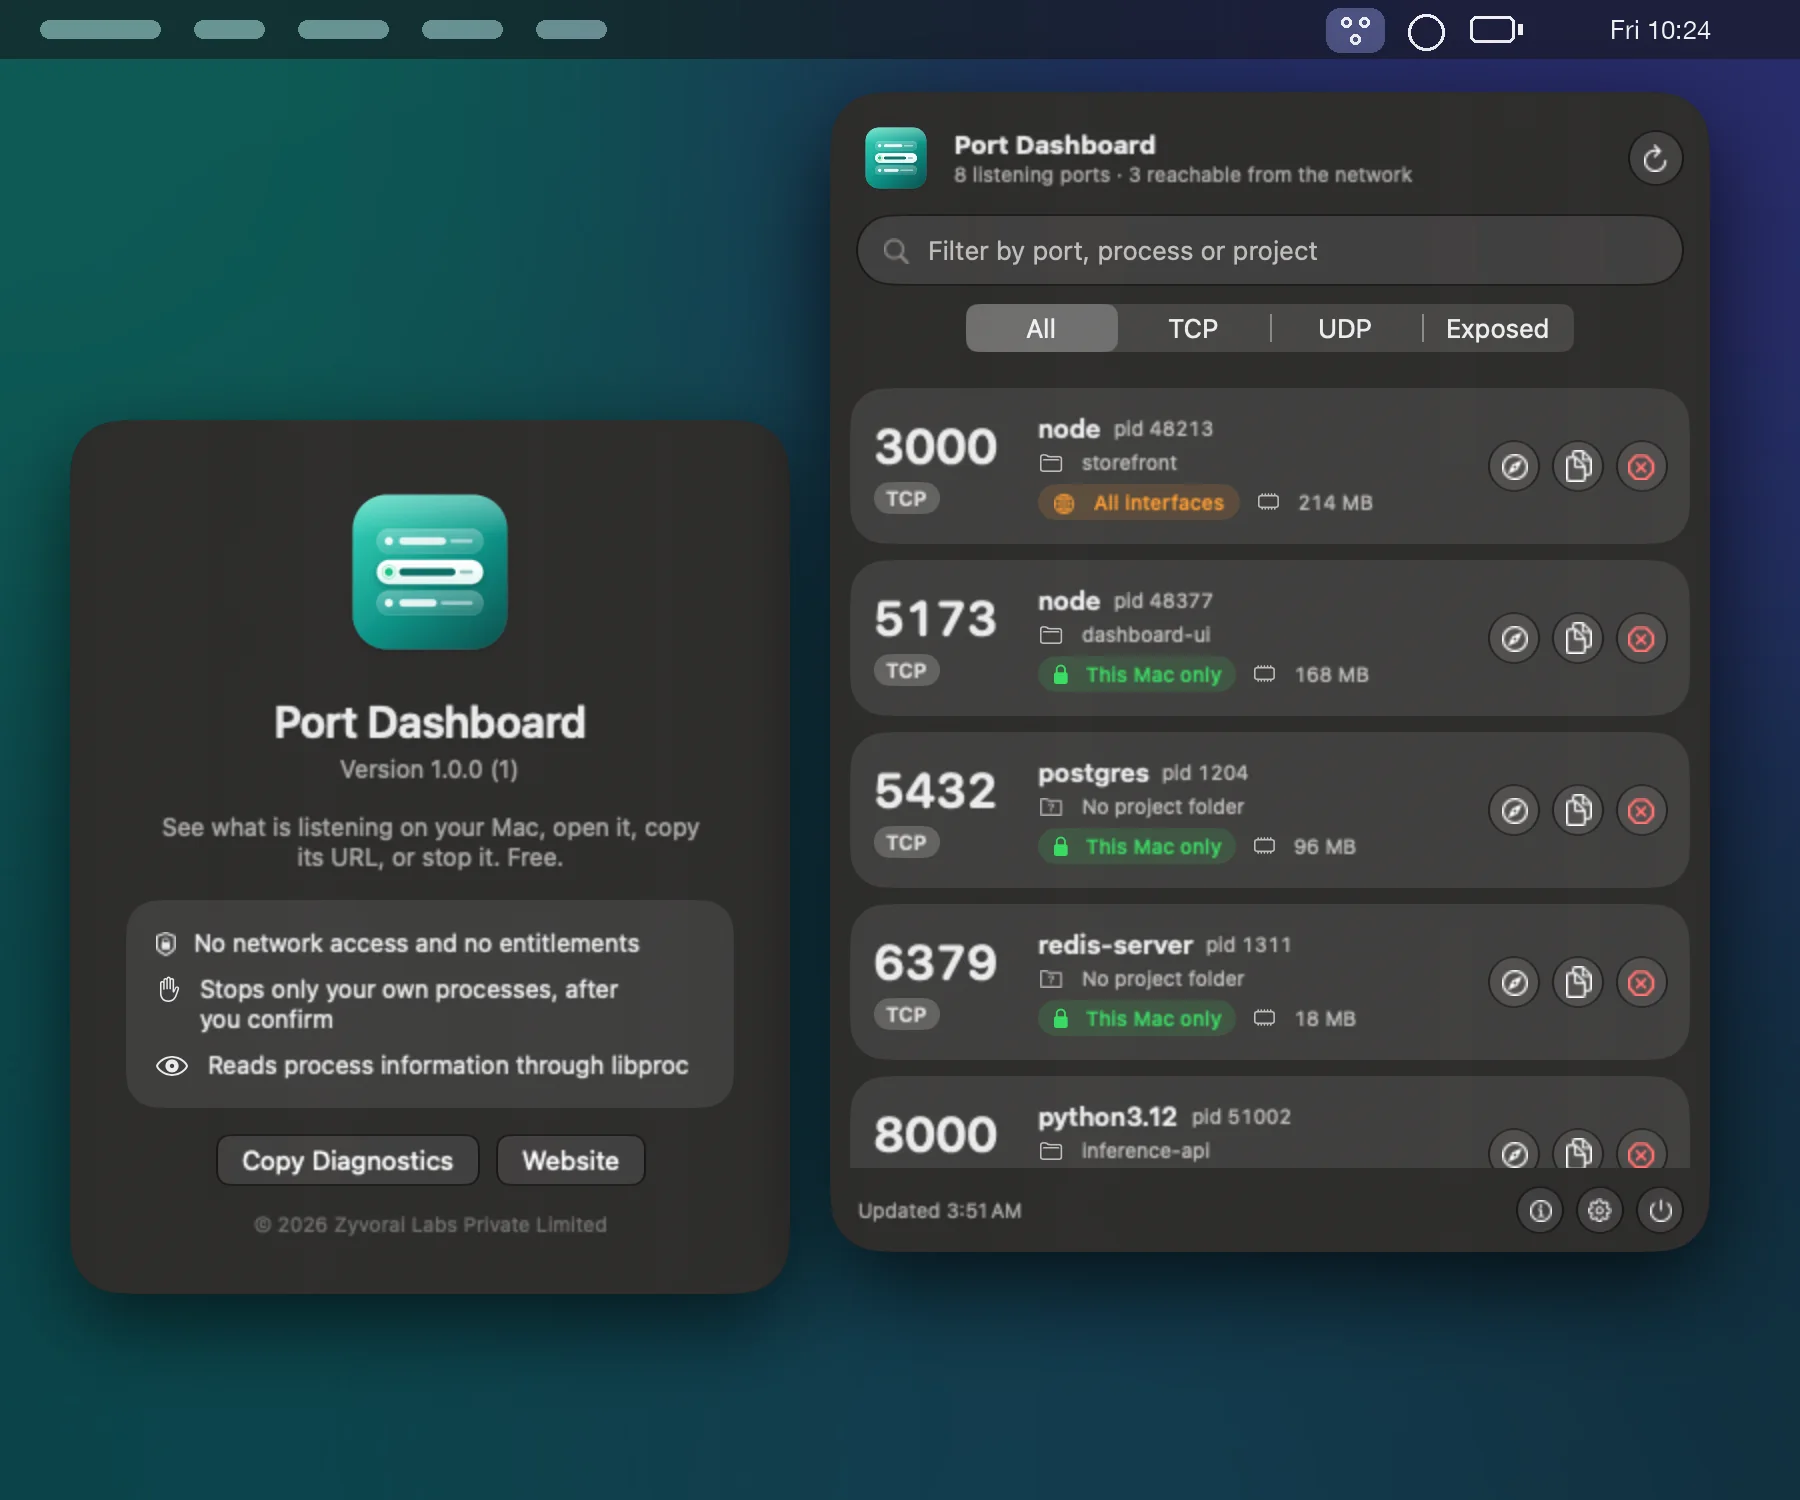 Fri 10:24
Port Dashboard
8 listening ports · 3 reachable from the network
Filter by port, process or project
All TCP UDP Exposed
3000 node pid 48213
storefront
TCP All interfaces 214 MB
5173 node pid 48377
dashboard-ui
TCP This Mac only 168 MB
5432 postgres pid 1204
No project folder
TCP This Mac only 96 MB
6379 redis-server pid 1311
No project folder
TCP This Mac only 18 MB
8000 python3.12 pid 51002
inference-api
Updated 3:51 AM
Port Dashboard
Version 1.0.0 (1)
See what is listening on your Mac, open it, copy
its URL, or stop it. Free.
No network access and no entitlements
Stops only your own processes, after
you confirm
Reads process information through libproc
Copy Diagnostics Website
© 2026 Zyvoral Labs Private Limited